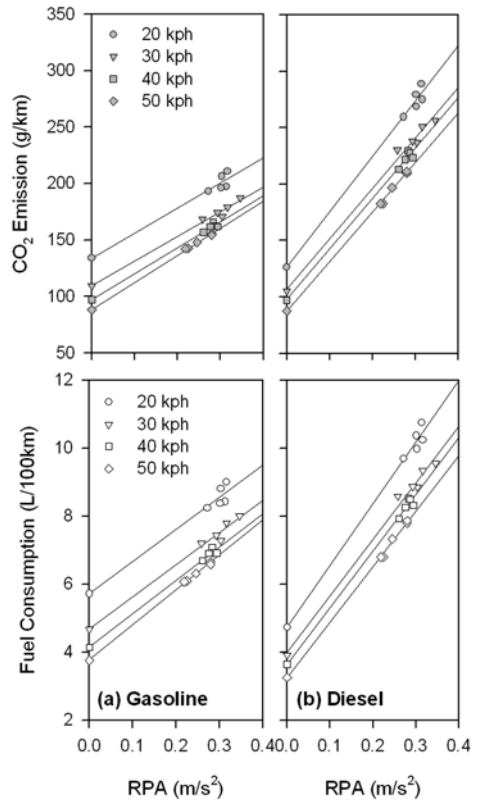 350
300
250
200
150
100
50
CO₂ Emission (g/km)
20 kph
30 kph
40 kph
50 kph
12
10
8
6
4
2
Fuel Consumption (L/100km)
20 kph
30 kph
40 kph
50 kph
(a) Gasoline
(b) Diesel
0.0 0.1 0.2 0.3 0.4 0.0 0.1 0.2 0.3 0.4
RPA (m/s²) RPA (m/s²)